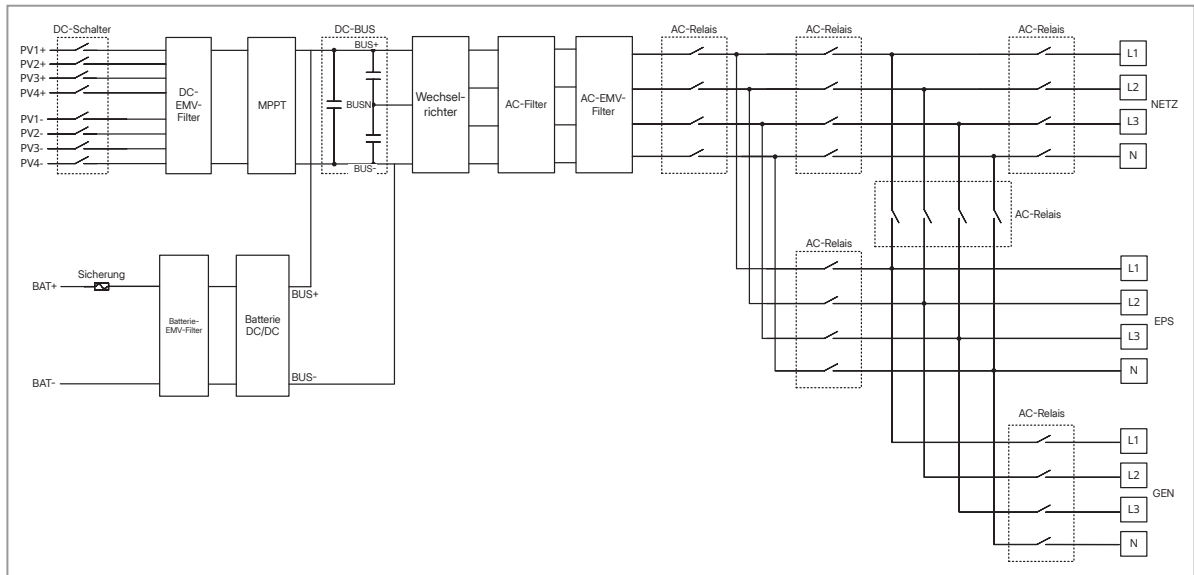 DC-Schalter
DC-BUS
AC-Relais
AC-Relais
AC-Relais
PV1+
PV2+
PV3+
PV4+
PV1-
PV2-
PV3-
PV4-
DC-
EMV-
Filter
MPPT
BUS+
BUSN
BUS-
Wechsel-
richter
AC-Filter
AC-EMV-
Filter
L1
L2
L3
N
NETZ
AC-Relais
AC-Relais
BAT+
Sicherung
BAT-
Batterie-
EMV-Filter
Batterie
DC/DC
BUS+
BUS-
L1
L2
L3
N
EPS
AC-Relais
L1
L2
L3
N
GEN